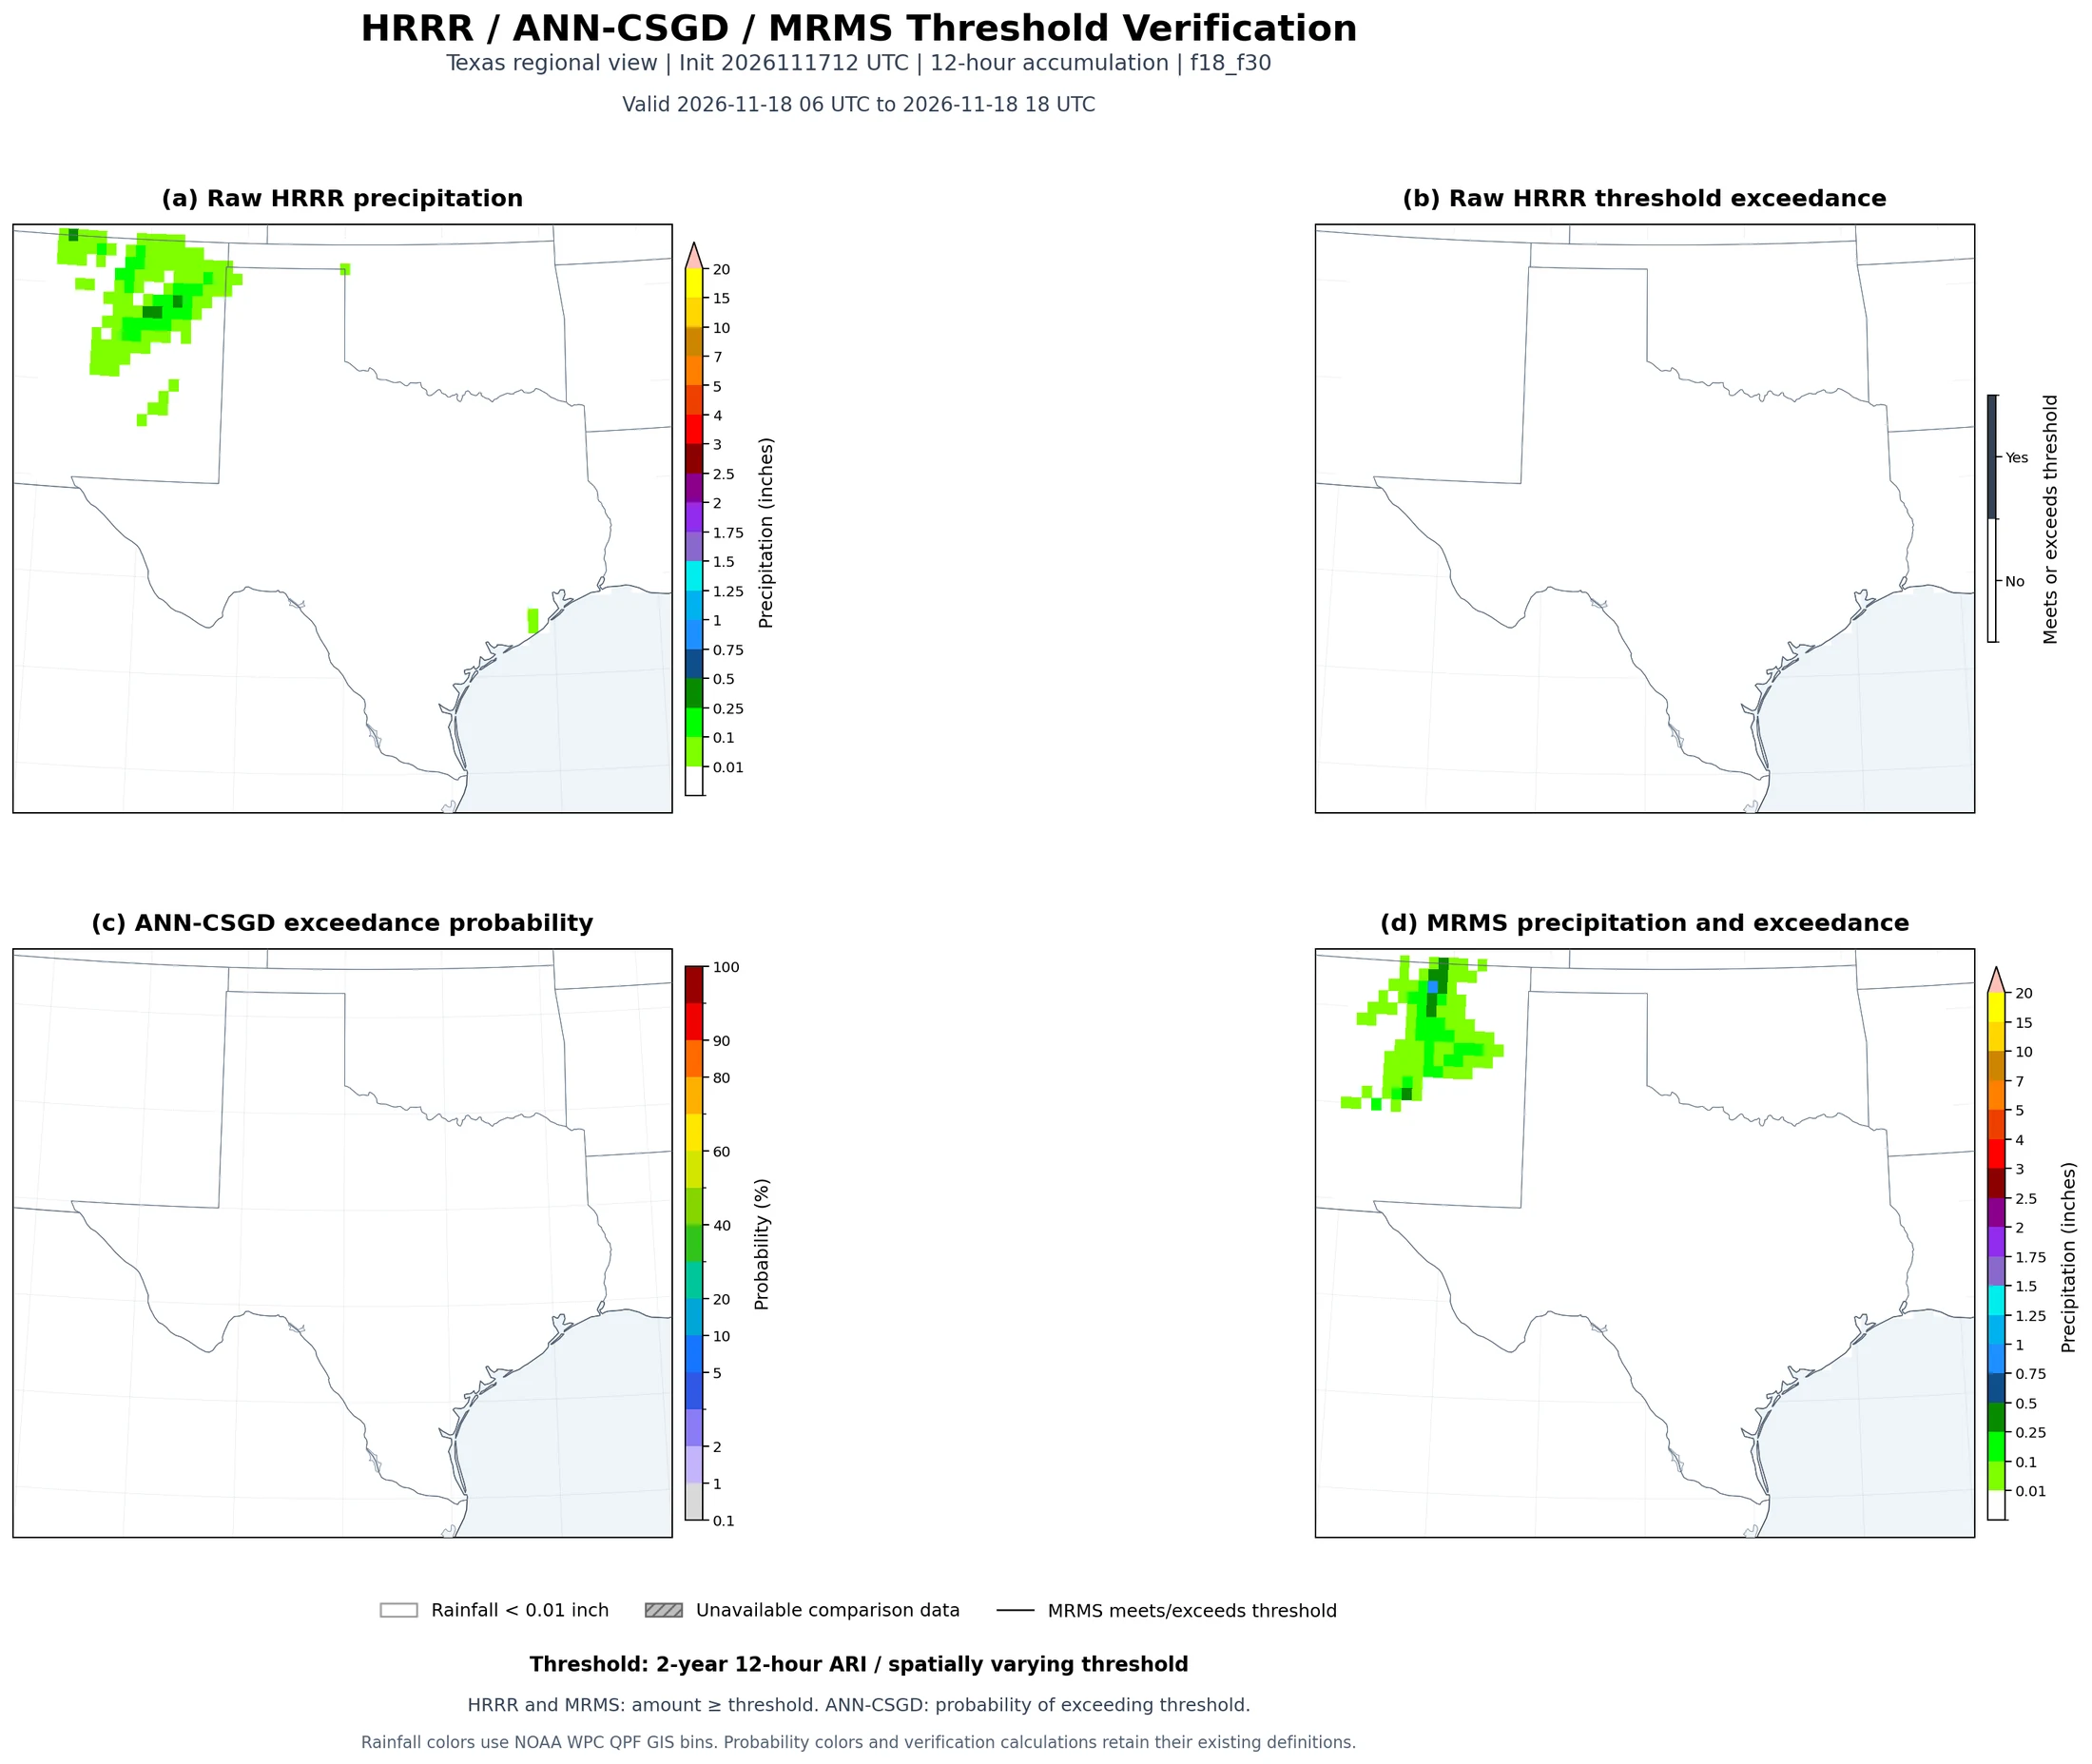 HRRR / ANN-CSGD / MRMS Threshold Verification
Texas regional view | Init 2026111712 UTC | 12-hour accumulation | f18_f30
Valid 2026-11-18 06 UTC to 2026-11-18 18 UTC
(a) Raw HRRR precipitation
20
15
10
7
5
4
3
2.5
2
1.75
1.5
1.25
1
0.75
0.5
0.25
0.1
0.01
Precipitation (inches)
(b) Raw HRRR threshold exceedance
Yes
No
Meets or exceeds threshold
(c) ANN-CSGD exceedance probability
100
90
80
60
40
20
10
5
2
1
0.1
Probability (%)
(d) MRMS precipitation and exceedance
20
15
10
7
5
4
3
2.5
2
1.75
1.5
1.25
1
0.75
0.5
0.25
0.1
0.01
Precipitation (inches)
Rainfall < 0.01 inch
Unavailable comparison data
MRMS meets/exceeds threshold
Threshold: 2-year 12-hour ARI / spatially varying threshold
HRRR and MRMS: amount ≥ threshold. ANN-CSGD: probability of exceeding threshold.
Rainfall colors use NOAA WPC QPF GIS bins. Probability colors and verification calculations retain their existing definitions.